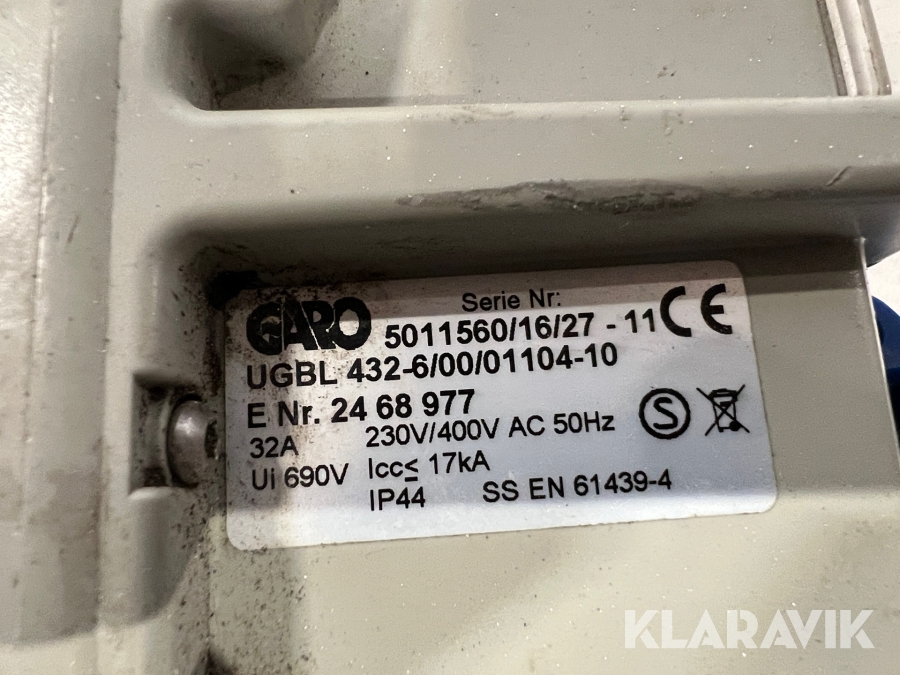 GARO Serie Nr:
5011560/16/27 - 11 CE
UGBL 432-6/00/01104-10
E Nr. 24 68 977
32A 230V/400V AC 50Hz S
Ui 690V Icc≤ 17kA
IP44 SS EN 61439-4
KLARAVIK